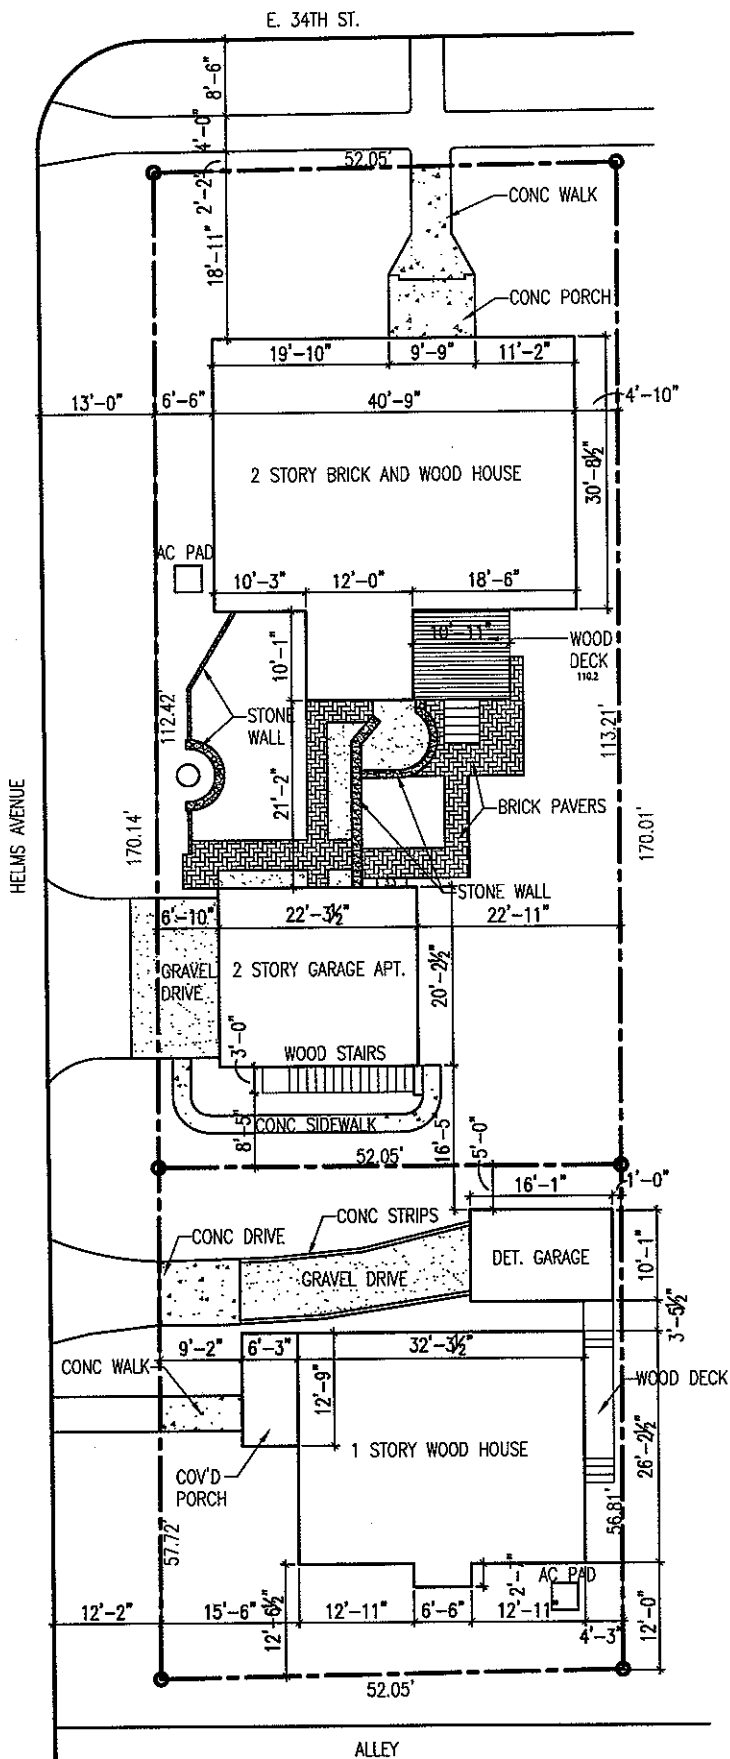 E. 34TH ST.
8'-6"
4'-0"
52.05'
2'-2"
CONC WALK
18'-11"
CONC PORCH
19'-10"
9'-9"
11'-2"
4'-10"
13'-0"
6'-6"
40'-9"
30'-8½"
2 STORY BRICK AND WOOD HOUSE
AC PAD
10'-3"
12'-0"
18'-6"
10'-11"
WOOD
DECK
110.2
10'-1"
112.42'
STONE
WALL
113.21'
HELMS AVENUE
21'-2"
BRICK PAVERS
170.14'
170.01'
STONE WALL
6'-10"
22'-3½"
22'-11"
GRAVEL
DRIVE
2 STORY GARAGE APT.
20'-2½"
3'-0"
WOOD STAIRS
8'-5"
CONC SIDEWALK
16'-5
52.05'
5'-0"
16'-1"
1'-0"
CONC STRIPS
CONC DRIVE
DET. GARAGE
GRAVEL DRIVE
10'-1"
3'-5½"
9'-2"
6'-3"
32'-3½"
CONC WALK
12'-9"
WOOD DECK
1 STORY WOOD HOUSE
26'-2½"
COV'D
PORCH
56.81'
57.72'
2'-7"
AC PAD
12'-2"
15'-6"
12'-6½"
12'-11"
6'-6"
12'-11"
4'-3"
12'-0"
52.05'
ALLEY